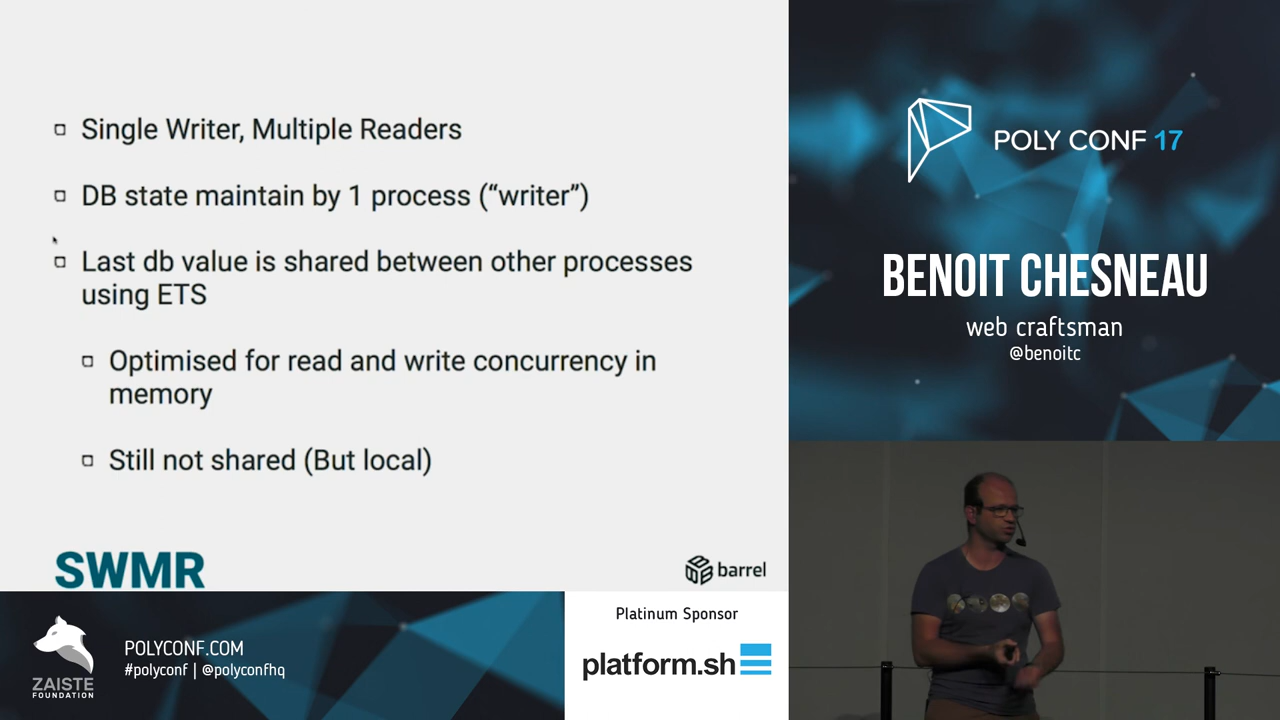 Single Writer, Multiple Readers
DB state maintain by 1 process (“writer”)
Last db value is shared between other processes
using ETS
Optimised for read and write concurrency in
memory
Still not shared (But local)
SWMR
barrel
POLY CONF 17
BENOIT CHESNEAU
web craftsman
@benoitc
ZAISTE
FOUNDATION
POLYCONF.COM
#polyconf | @polyconfhq
Platinum Sponsor
platform.sh